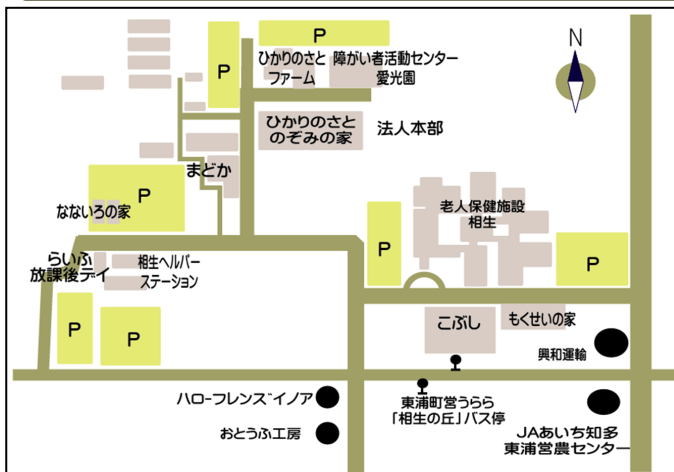 P
N
P
ひかりのさと
ファーム
障がい者活動センター
愛光園
ひかりのさと
のぞみの家
法人本部
まどか
P
なないろの家
老人保健施設
相生
P
P
らいふ
放課後デイ
相生ヘルパー
ステーション
P
P
こぶし
もくせいの家
興和運輸
ハローフレンズイノア
東浦町営うらら
「相生の丘」バス停
おとうふ工房
JAあいち知多
東浦営農センター